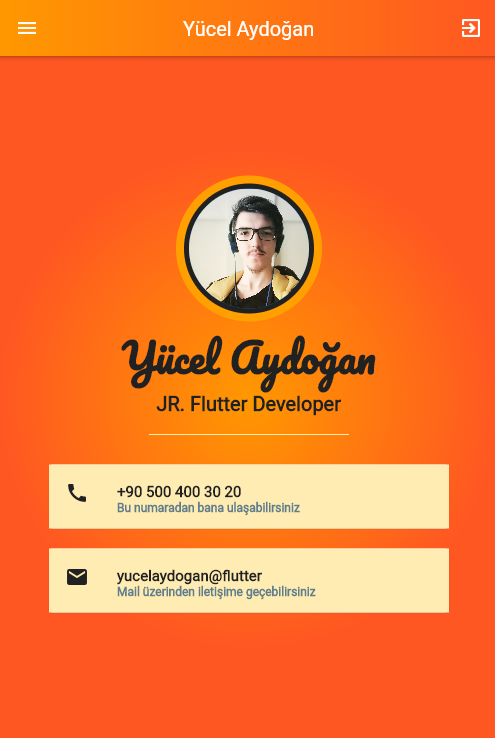 Yücel Aydoğan
Yücel Aydoğan
JR. Flutter Developer
+90 500 400 30 20
Bu numaradan bana ulaşabilirsiniz
yucelaydogan@flutter
Mail üzerinden iletişime geçebilirsiniz